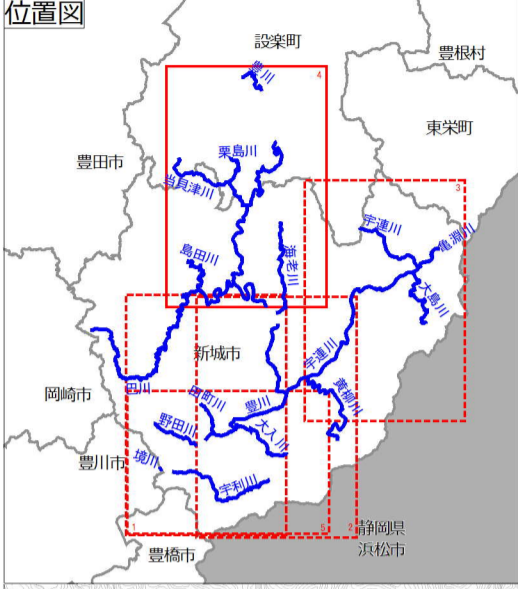 位置図
設楽町
豊根村
豊川
4
東栄町
栗島川
豊田市
当貝津川
3
宇連川
亀淵川
島田川
海老川
大島川
新城市
宇連川
岡崎市
田川
田町川
豊川
黄柳川
野田川
大入川
豊川市
境川
宇利川
1
5
2
静岡県
浜松市
豊橋市